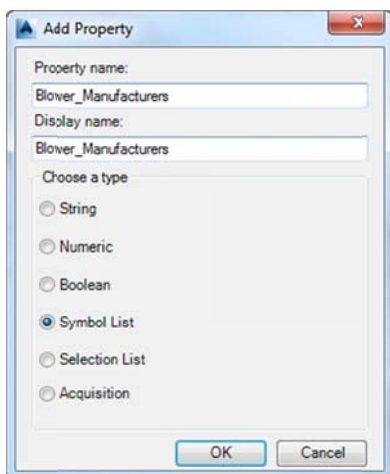 Add Property
Property name:
Blower_Manufacturers
Display name:
Blower_Manufacturers
Choose a type
String
Numeric
Boolean
Symbol List
Selection List
Acquisition
OK Cancel